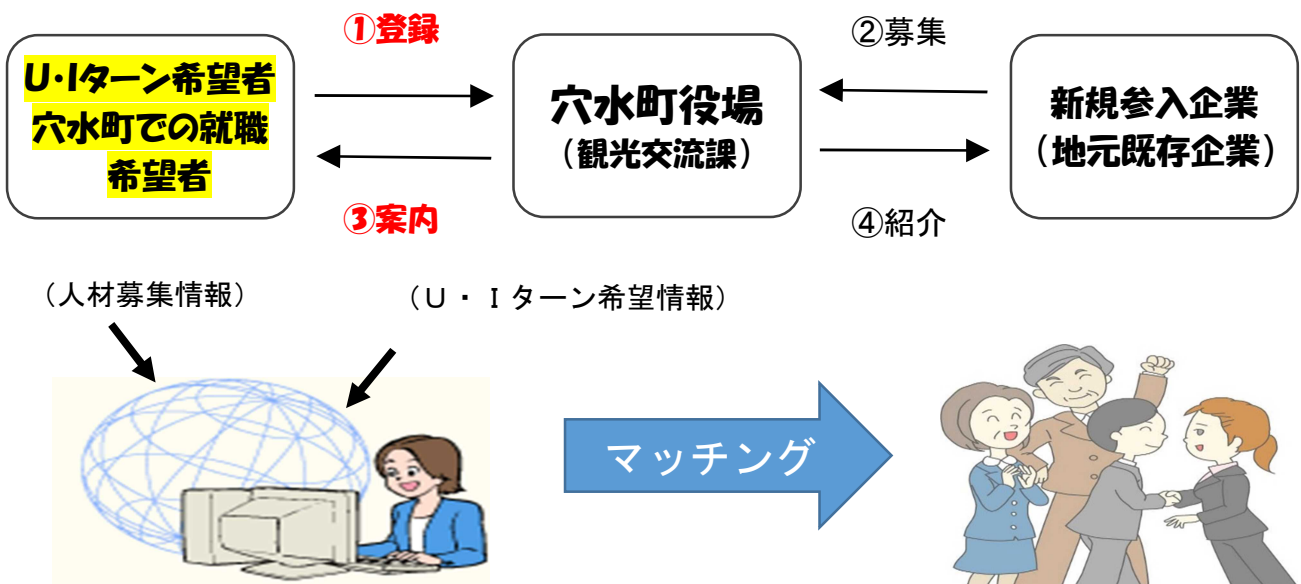 ①登録
②募集
U・Iターン希望者
穴水町での就職
希望者
穴水町役場
（観光交流課）
新規参入企業
（地元既存企業）
③案内
④紹介
（人材募集情報）
（Ｕ・Ｉターン希望情報）
マッチング